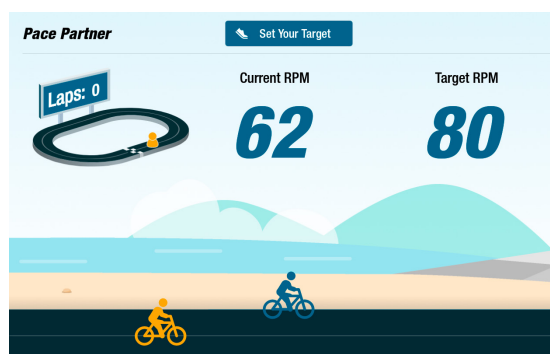 Pace Partner
Set Your Target
Laps: 0
Current RPM
62
Target RPM
80